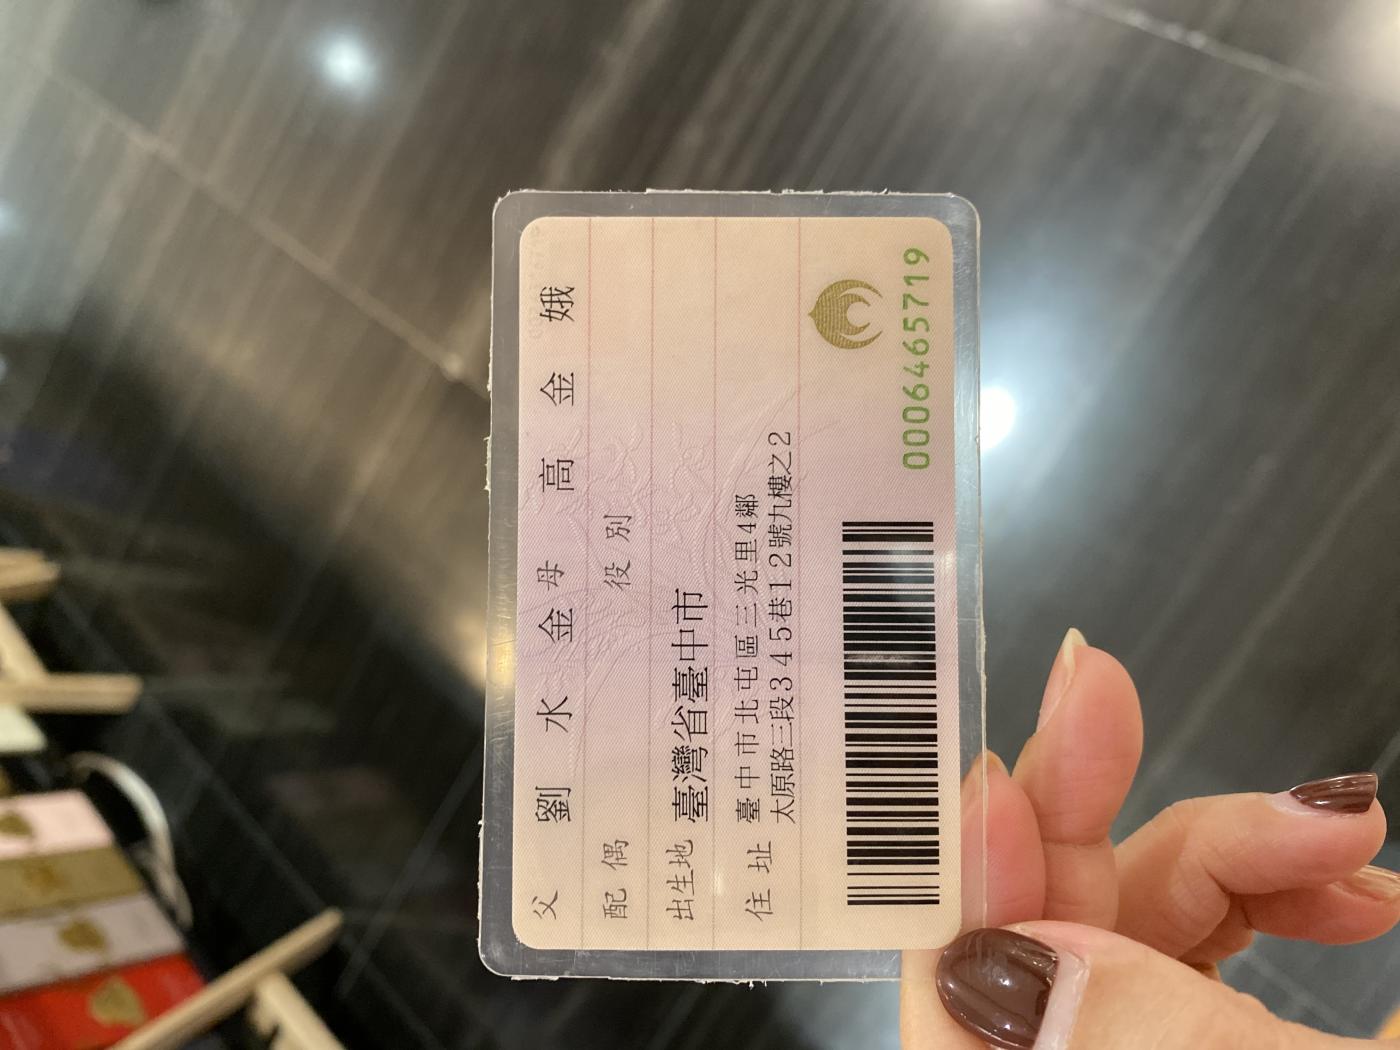 父 劉水金 母 高金娥
配偶 役別
出生地 臺灣省臺中市
住址 臺中市北屯區三光里4鄰
太原路三段345巷12號九樓之2
0006465719